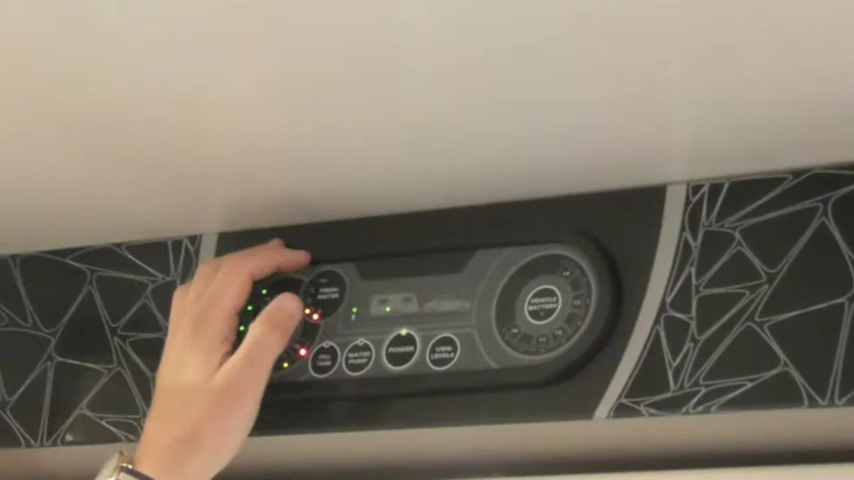 FRESH
WATER
VEHICLE
BATTERY
FILL
TANK
WATER
PUMP
POWER
VIEW
LEVELS